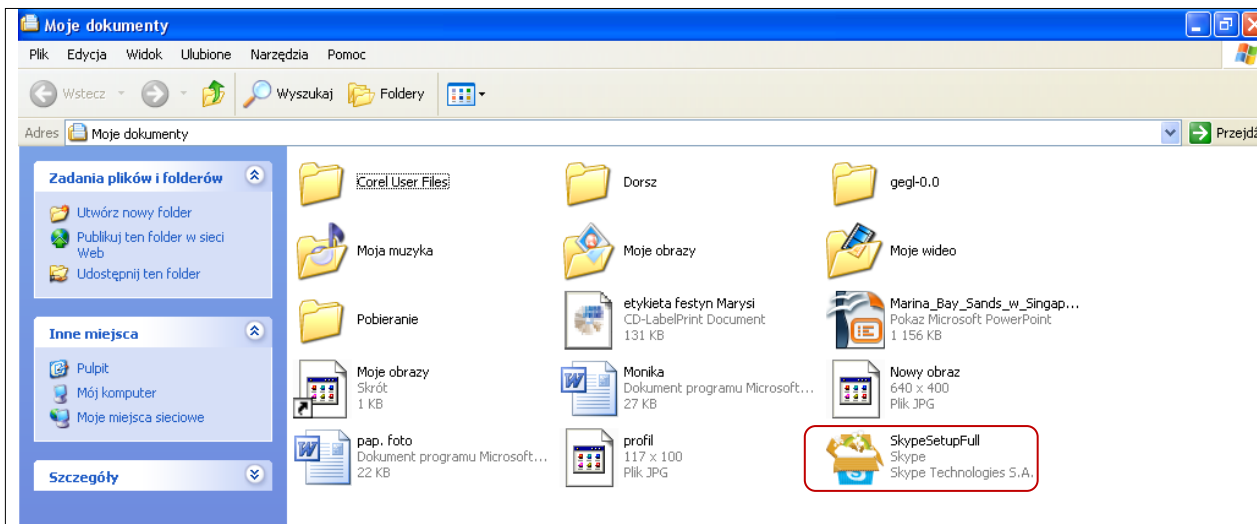 Moje dokumenty
Plik Edycja Widok Ulubione Narzędzia Pomoc
Wstecz Wyszukaj Foldery
Adres Moje dokumenty Przejdź
Zadania plików i folderów
Utwórz nowy folder
Publikuj ten folder w sieci
Web
Udostępnij ten folder
Inne miejsca
Pulpit
Mój komputer
Moje miejsca sieciowe
Szczegóły
Corel User Files
Dorsz
gegl-0.0
Moja muzyka
Moje obrazy
Moje wideo
Pobieranie
etykieta festyn Marysi
CD-LabelPrint Document
131 KB
Marina_Bay_Sands_w_Singap...
Pokaz Microsoft PowerPoint
1 156 KB
Moje obrazy
Skrót
1 KB
Monika
Dokument programu Microsoft...
27 KB
Nowy obraz
640 x 400
Plik JPG
pap. foto
Dokument programu Microsoft...
22 KB
profil
117 x 100
Plik JPG
SkypeSetupFull
Skype
Skype Technologies S.A.